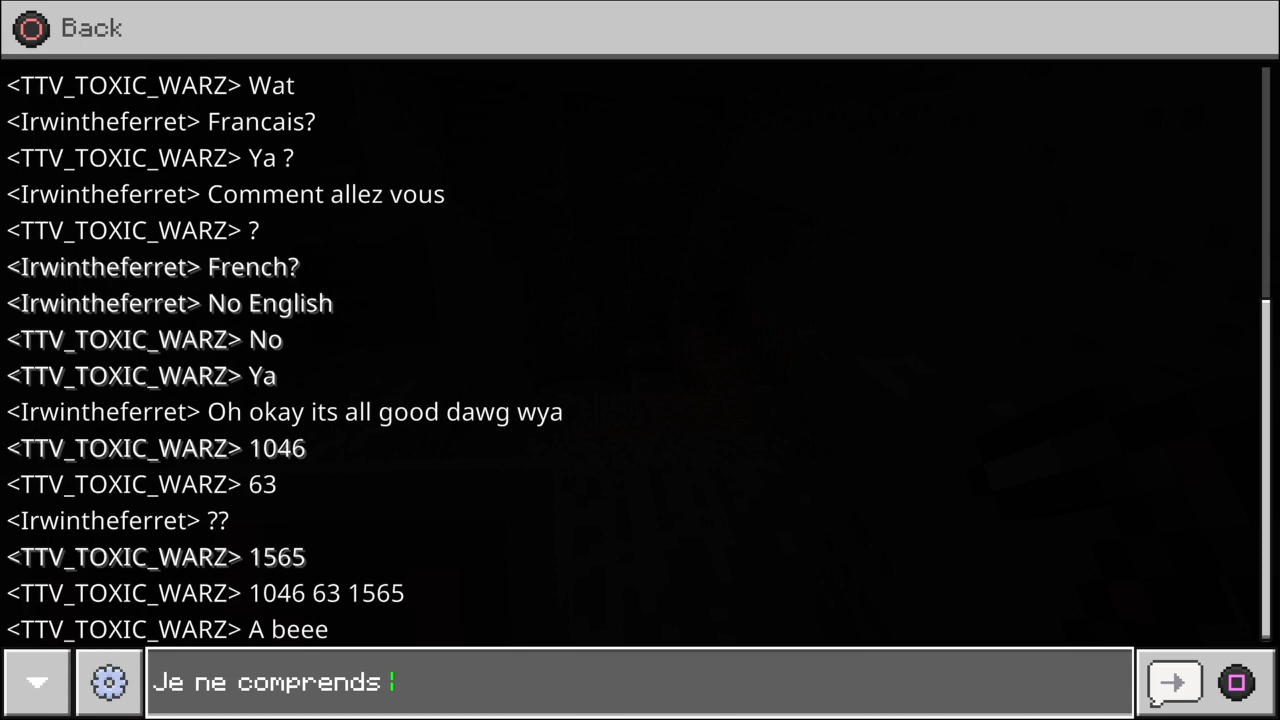 Back
<TTV_TOXIC_WARZ> Wat
<Irwintheferret> Francais?
<TTV_TOXIC_WARZ> Ya ?
<Irwintheferret> Comment allez vous
<TTV_TOXIC_WARZ> ?
<Irwintheferret> French?
<Irwintheferret> No English
<TTV_TOXIC_WARZ> No
<TTV_TOXIC_WARZ> Ya
<Irwintheferret> Oh okay its all good dawg wya
<TTV_TOXIC_WARZ> 1046
<TTV_TOXIC_WARZ> 63
<Irwintheferret> ??
<TTV_TOXIC_WARZ> 1565
<TTV_TOXIC_WARZ> 1046 63 1565
<TTV_TOXIC_WARZ> A beee
Je ne comprends